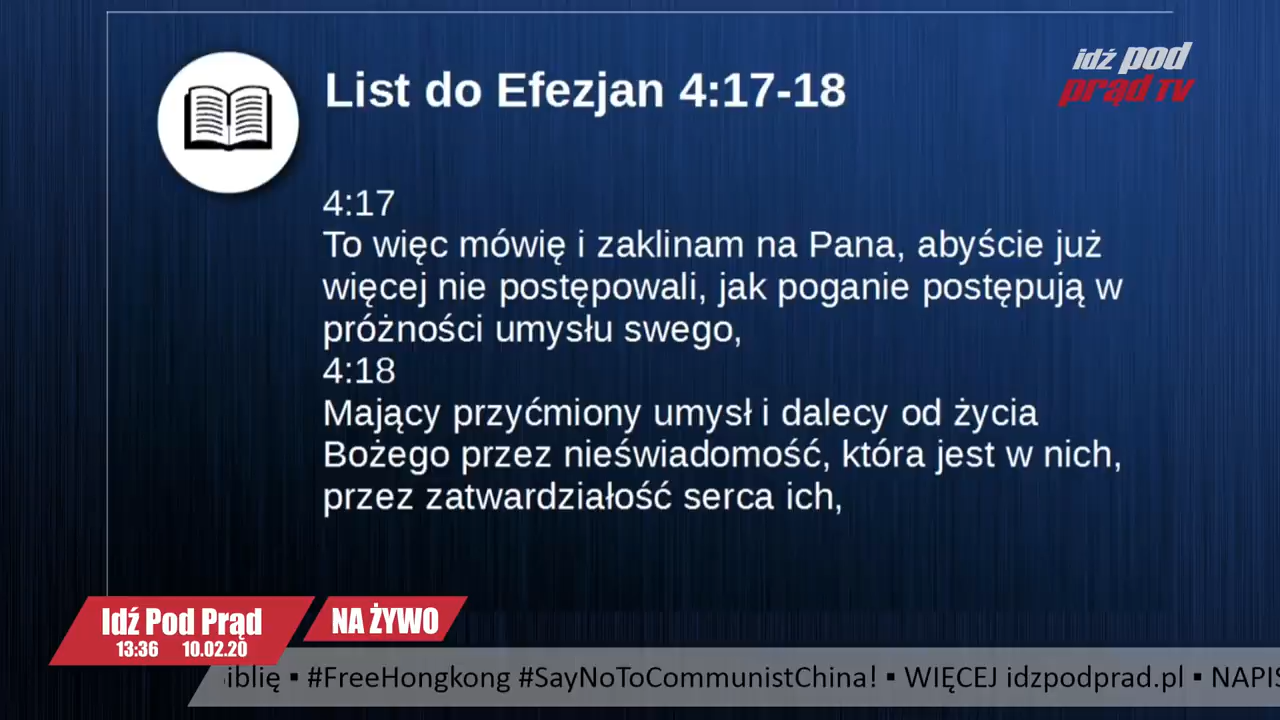 List do Efezjan 4:17-18
idź pod
prąd TV
4:17
To więc mówię i zaklinam na Pana, abyście już
więcej nie postępowali, jak poganie postępują w
próżności umysłu swego,
4:18
Mający przyćmiony umysł i dalecy od życia
Bożego przez nieświadomość, która jest w nich,
przez zatwardziałość serca ich,
Idź Pod Prąd
13:36 10.02.20
NA ŻYWO
▪ #FreeHongkong #SayNoToCommunistChina! ▪ WIĘCEJ idzpodprad.pl ▪